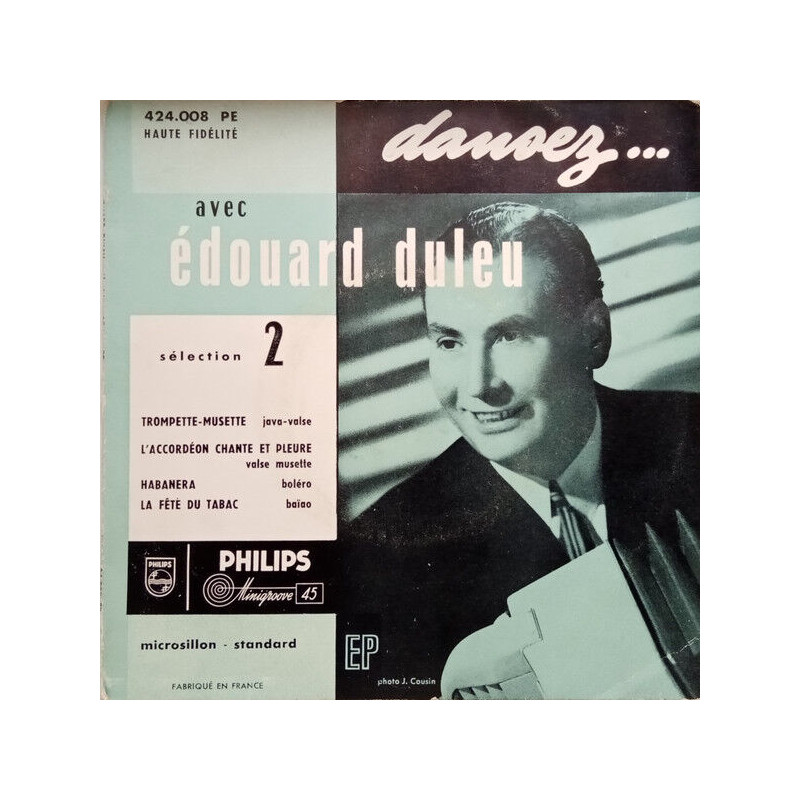 424.008 PE
HAUTE FIDÉLITÉ
dansez...
avec
édouard duleu
sélection 2
TROMPETTE-MUSETTE java-valse
L'ACCORDÉON CHANTE ET PLEURE
valse musette
HABANERA boléro
LA FÊTE DU TABAC baïao
PHILIPS
PHILIPS
Minigroove 45
microsillon - standard
EP
photo J. Cousin
FABRIQUÉ EN FRANCE